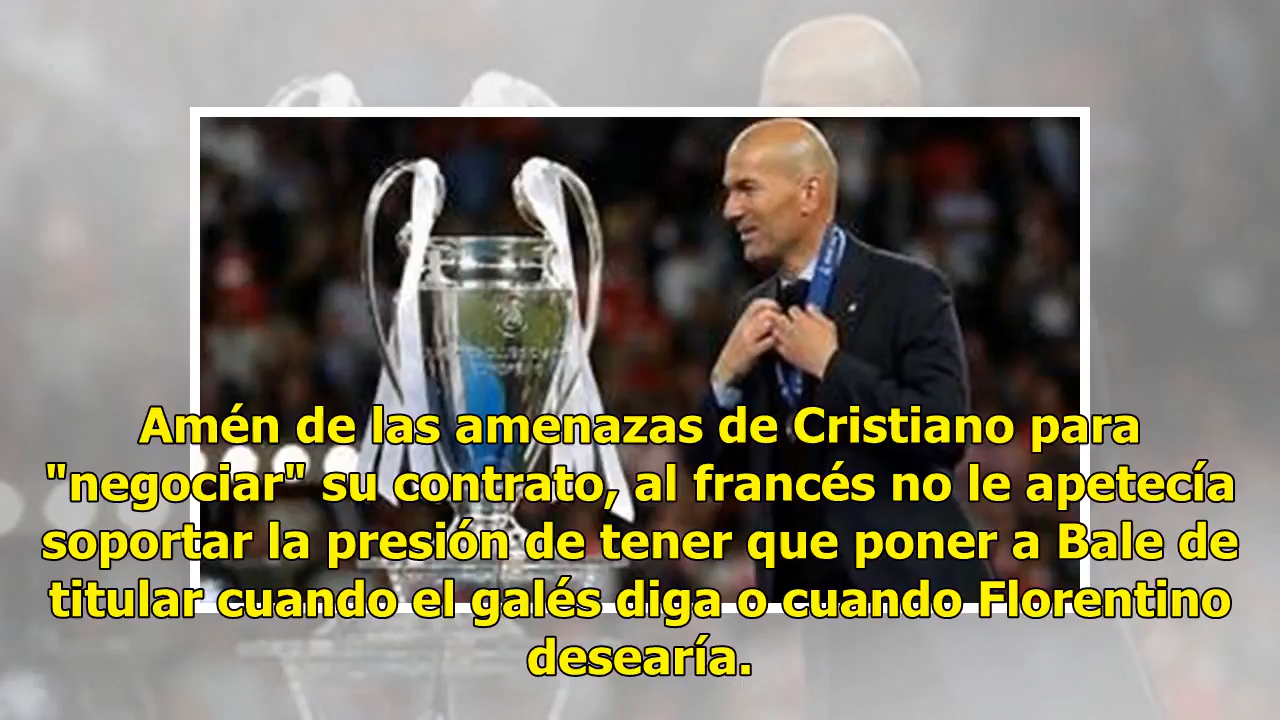 Amén de las amenazas de Cristiano para
"negociar" su contrato, al francés no le apetecía
soportar la presión de tener que poner a Bale de
titular cuando el galés diga o cuando Florentino
desearía.